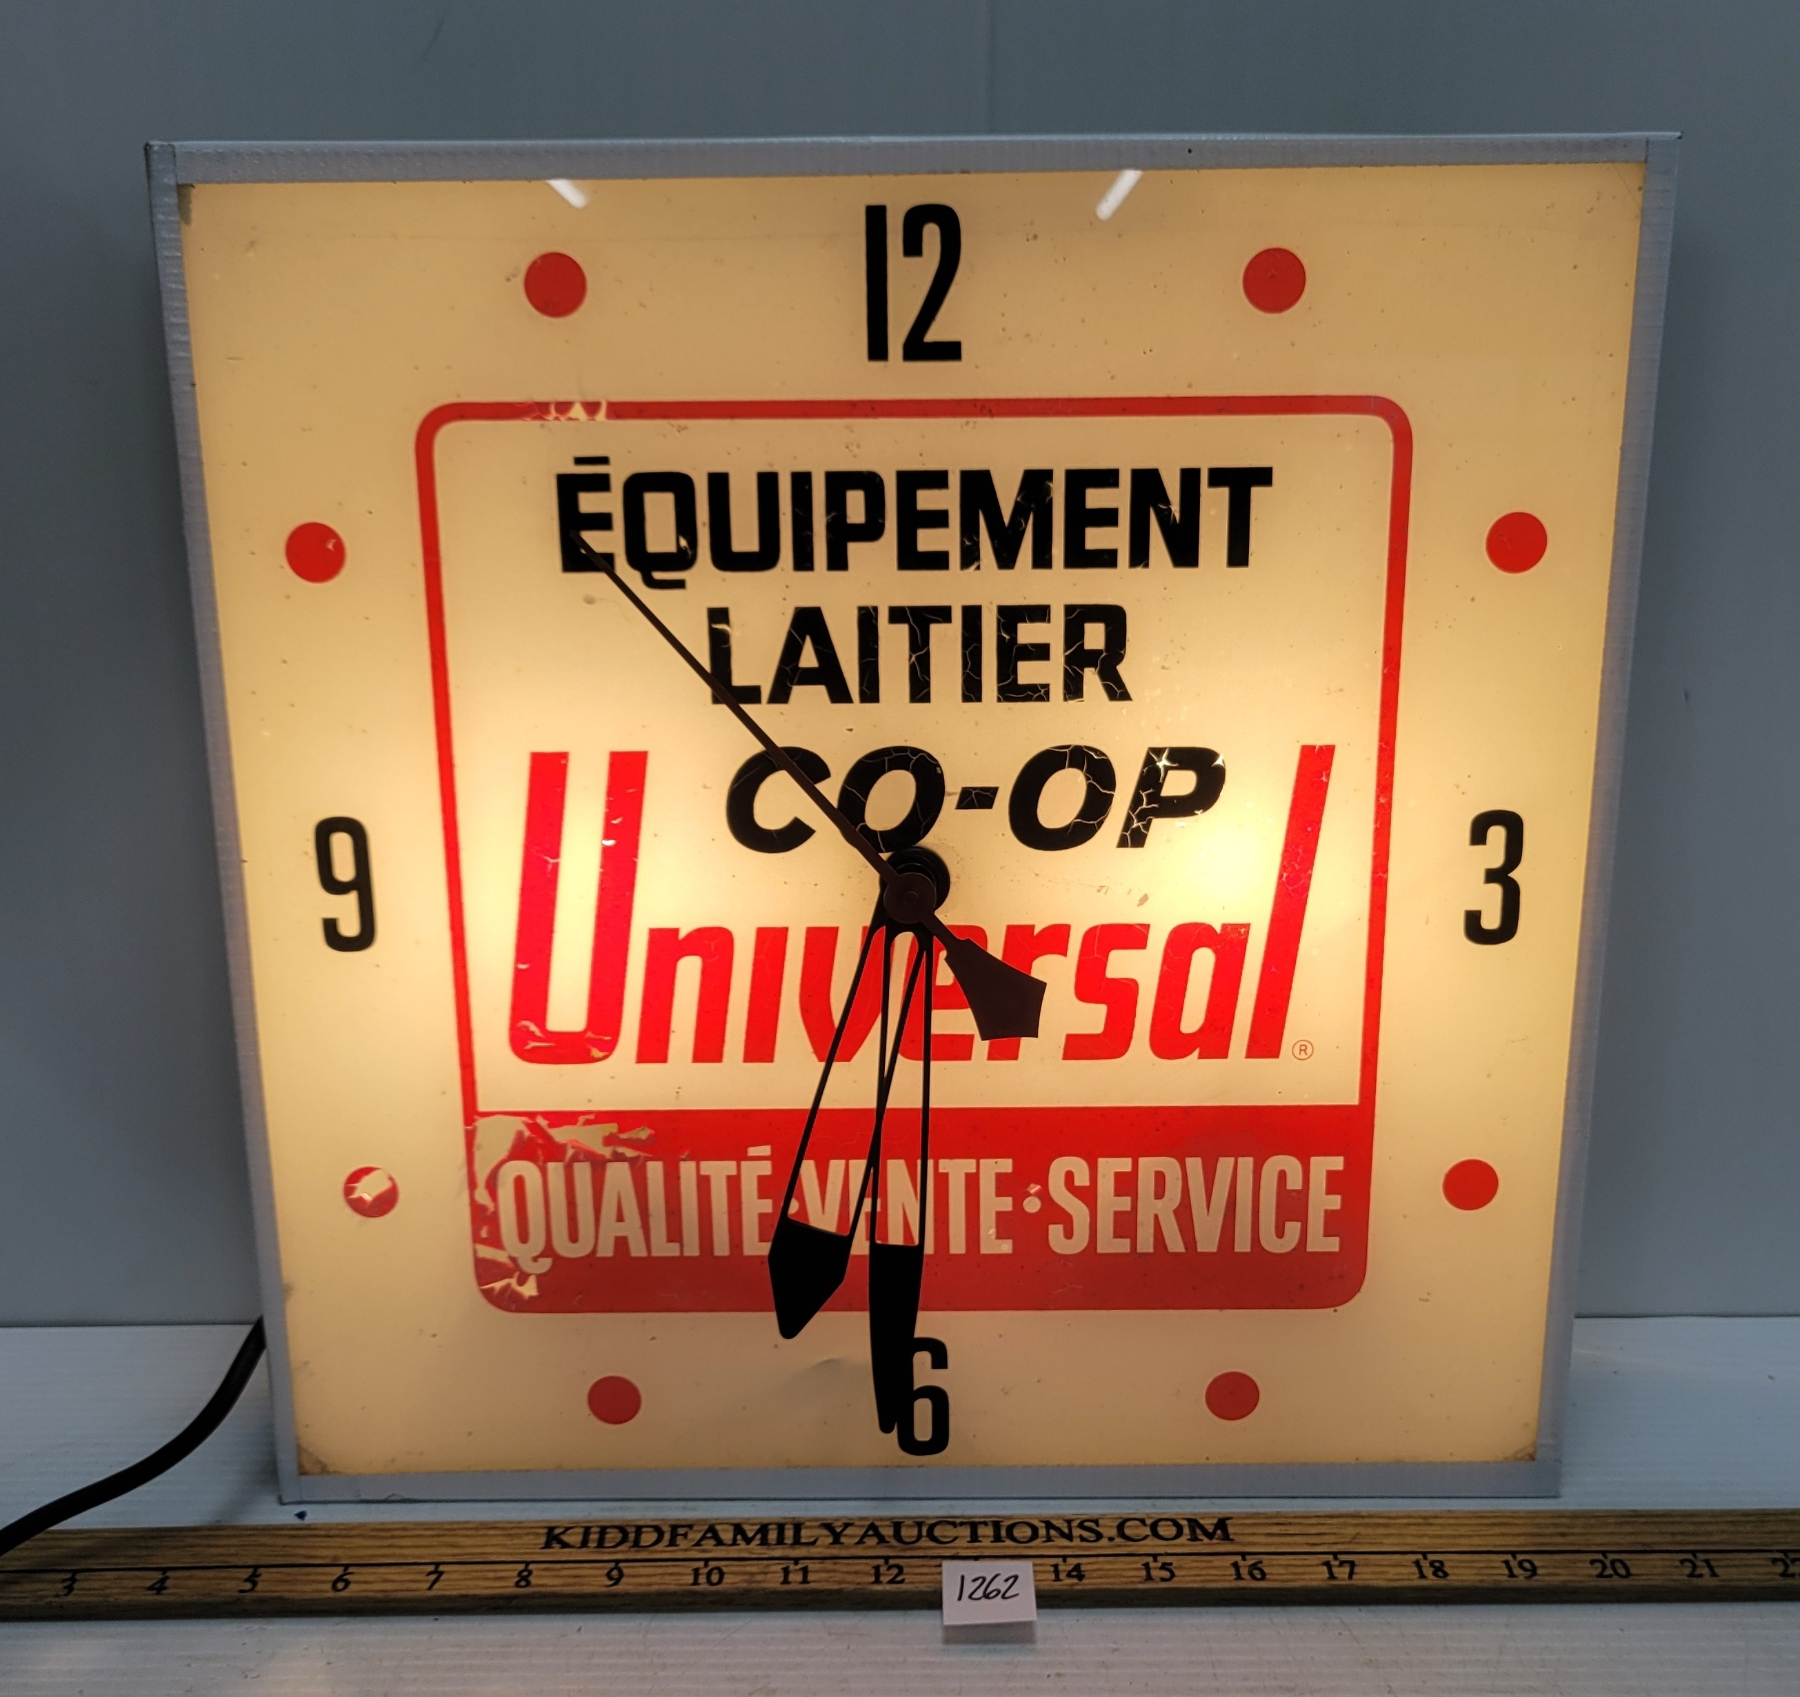 12
ÉQUIPEMENT
LAITIER
CO-OP
9
3
Universal®
QUALITÉ·VENTE·SERVICE
6
KIDDFAMILYAUCTIONS.COM
3 4 5 6 7 8 9 10 11 12 14 15 16 17 18 19 20 21
1262